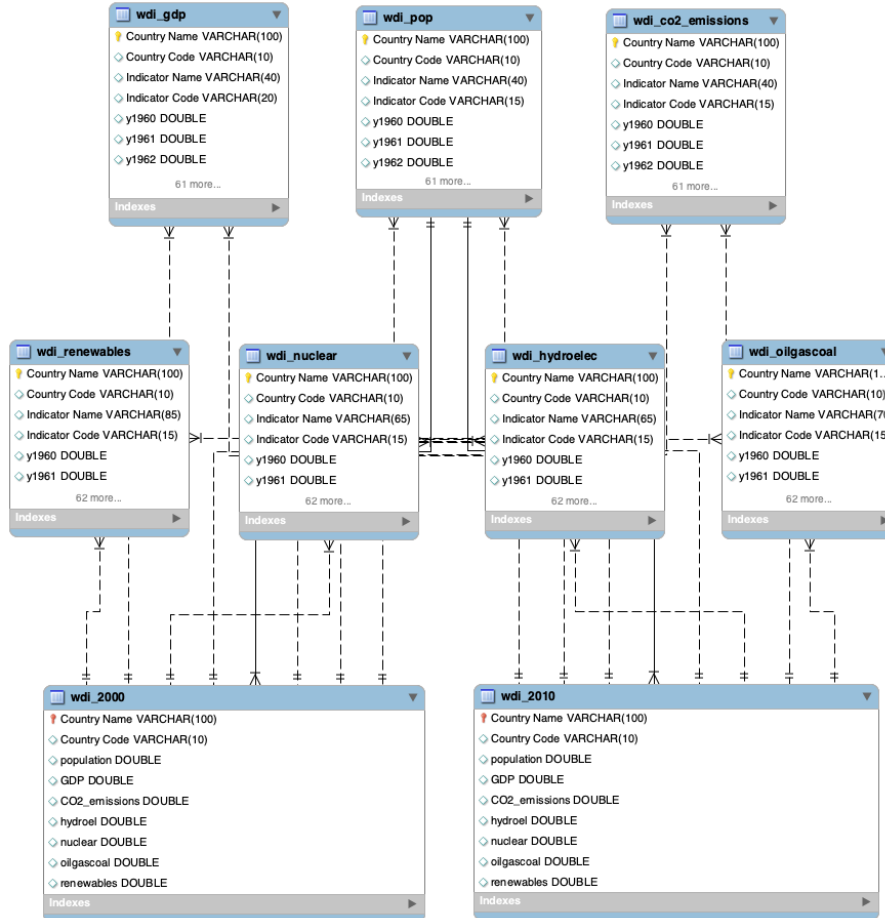 wdi_gdp
Country Name VARCHAR(100)
Country Code VARCHAR(10)
Indicator Name VARCHAR(40)
Indicator Code VARCHAR(20)
y1960 DOUBLE
y1961 DOUBLE
y1962 DOUBLE
61 more...
Indexes
wdi_pop
Country Name VARCHAR(100)
Country Code VARCHAR(10)
Indicator Name VARCHAR(40)
Indicator Code VARCHAR(15)
y1960 DOUBLE
y1961 DOUBLE
y1962 DOUBLE
61 more...
Indexes
wdi_co2_emissions
Country Name VARCHAR(100)
Country Code VARCHAR(10)
Indicator Name VARCHAR(40)
Indicator Code VARCHAR(15)
y1960 DOUBLE
y1961 DOUBLE
y1962 DOUBLE
61 more...
Indexes
wdi_renewables
Country Name VARCHAR(100)
Country Code VARCHAR(10)
Indicator Name VARCHAR(85)
Indicator Code VARCHAR(15)
y1960 DOUBLE
y1961 DOUBLE
62 more...
Indexes
wdi_nuclear
Country Name VARCHAR(100)
Country Code VARCHAR(10)
Indicator Name VARCHAR(65)
Indicator Code VARCHAR(15)
y1960 DOUBLE
y1961 DOUBLE
62 more...
Indexes
wdi_hydroelec
Country Name VARCHAR(100)
Country Code VARCHAR(10)
Indicator Name VARCHAR(65)
Indicator Code VARCHAR(15)
y1960 DOUBLE
y1961 DOUBLE
62 more...
Indexes
wdi_oilgascoal
Country Name VARCHAR(1...
Country Code VARCHAR(10)
Indicator Name VARCHAR(70
Indicator Code VARCHAR(15
y1960 DOUBLE
y1961 DOUBLE
62 more...
Indexes
wdi_2000
Country Name VARCHAR(100)
Country Code VARCHAR(10)
population DOUBLE
GDP DOUBLE
CO2_emissions DOUBLE
hydroel DOUBLE
nuclear DOUBLE
oilgascoal DOUBLE
renewables DOUBLE
Indexes
wdi_2010
Country Name VARCHAR(100)
Country Code VARCHAR(10)
population DOUBLE
GDP DOUBLE
CO2_emissions DOUBLE
hydroel DOUBLE
nuclear DOUBLE
oilgascoal DOUBLE
renewables DOUBLE
Indexes